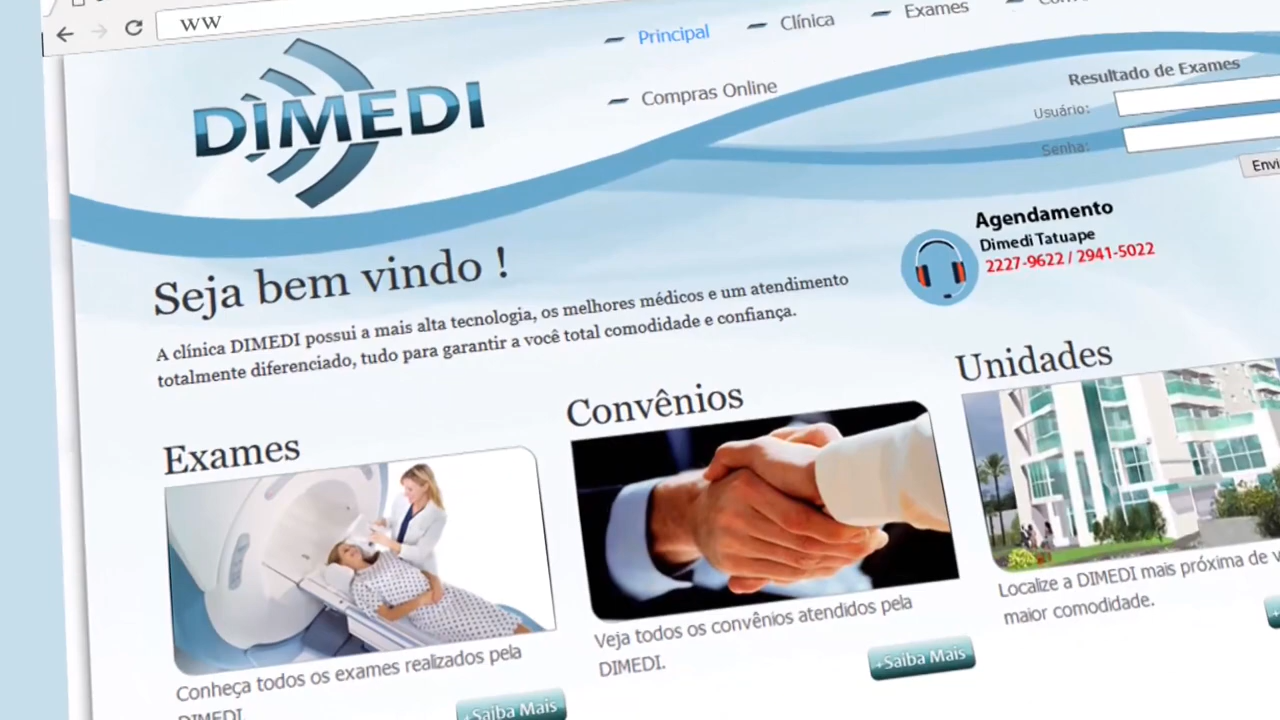 WW
DIMEDI
Principal
Clínica
Exames
Compras Online
Resultado de Exames
Usuário:
Senha:
Envi
Agendamento
Dimedi Tatuape
2227-9622 / 2941-5022
Seja bem vindo !
A clínica DIMEDI possui a mais alta tecnologia, os melhores médicos e um atendimento
totalmente diferenciado, tudo para garantir a você total comodidade e confiança.
Exames
Convênios
Unidades
Conheça todos os exames realizados pela
DIMEDI.
+Saiba Mais
Veja todos os convênios atendidos pela
DIMEDI.
+Saiba Mais
Localize a DIMEDI mais próxima de v
maior comodidade.